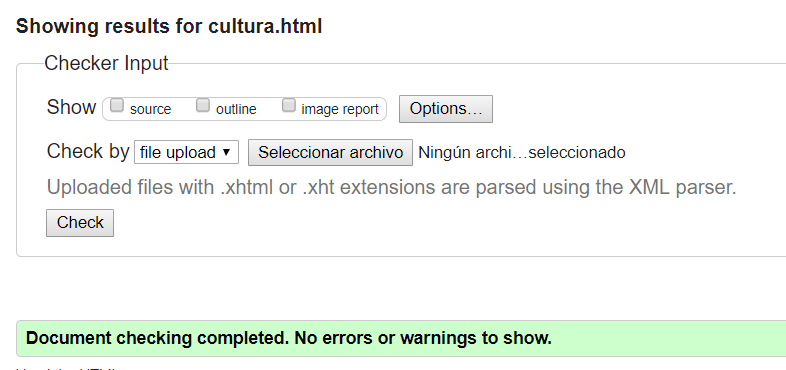 Showing results for cultura.html
Checker Input
Show source outline image report Options...
Check by file upload Seleccionar archivo Ningún archi...seleccionado
Uploaded files with .xhtml or .xht extensions are parsed using the XML parser.
Check
Document checking completed. No errors or warnings to show.